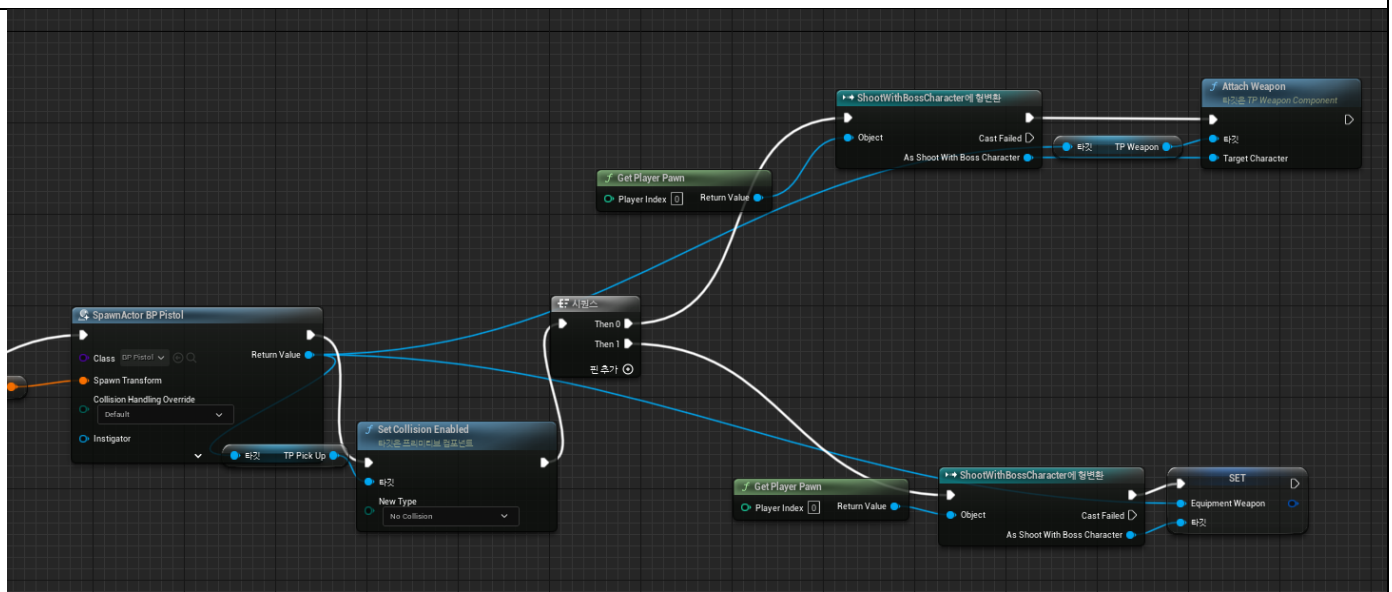 ShootWithBossCharacter에 형변환
Object
Cast Failed
As Shoot With Boss Character
타깃 TP Weapon
Attach Weapon
타깃은 TP Weapon Component
타깃
Target Character
Get Player Pawn
Player Index 0 Return Value
시퀀스
Then 0
Then 1
핀 추가
SpawnActor BP Pistol
Class BP Pistol Return Value
Spawn Transform
Collision Handling Override
Default
Instigator
타깃 TP Pick Up
Set Collision Enabled
타깃은 프리미티브 컴포넌트
타깃
New Type
No Collision
Get Player Pawn
Player Index 0 Return Value
ShootWithBossCharacter에 형변환
Object
Cast Failed
As Shoot With Boss Character
SET
Equipment Weapon
타깃